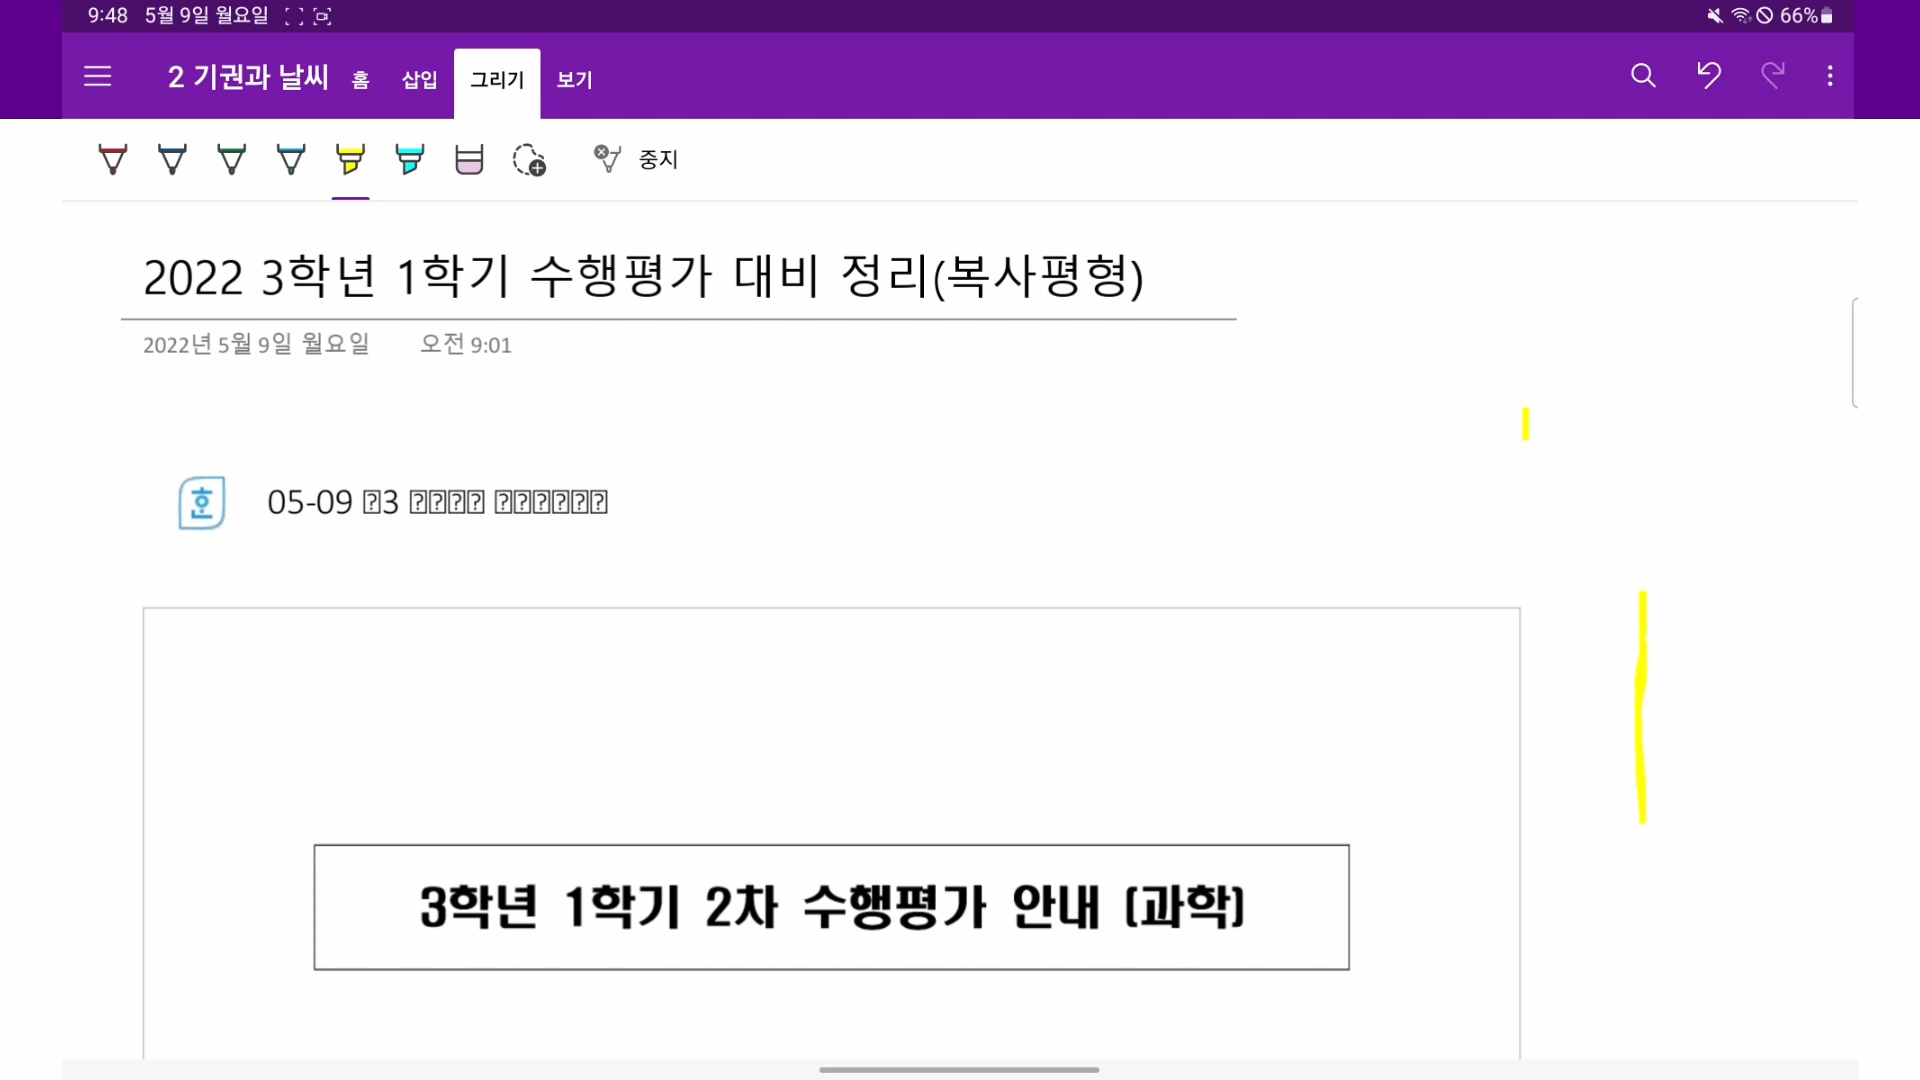 9:48 5월 9일 월요일 66%
2 기권과 날씨 홈 삽입 그리기 보기
중지
2022 3학년 1학기 수행평가 대비 정리(복사평형)
2022년 5월 9일 월요일 오전 9:01
흔
05-09 3
3학년 1학기 2차 수행평가 안내 (과학)